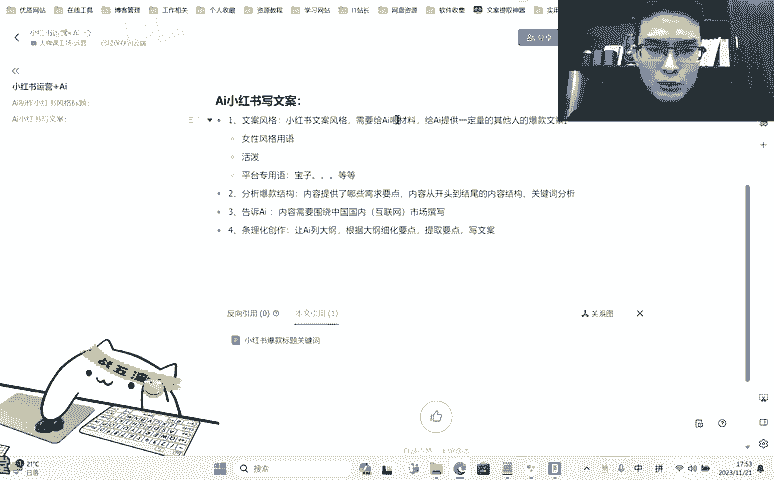 优质网站 在线工具 博客管理 工作相关 个人收藏 资源教程 学习网站 IT站长 网盘资源 软件收集 文案提取神器
小红书运营+Ai
分享
小红书运营+Ai
Ai写小红书风格标题:
Ai小红书写文案:
Ai小红书写文案:
1、文案风格:小红书文案风格,需要给Ai喂材料,给Ai提供一定量的其他人的爆款文案:
女性风格用语
活泼
平台专用语:宝子。。。等等
2、分析爆款结构:内容提供了哪些需求要点,内容从开头到结尾的内容结构,关键词分析
3、告诉Ai:内容需要围绕中国国内(互联网)市场撰写
4、条理化创作:让Ai列大纲,根据大纲细化要点,提取要点,写文案
反向引用 (0) 本文引用 (1) 关系图
小红书爆款标题关键词
21°C
搜索
中 拼
17:53
2023/11/21